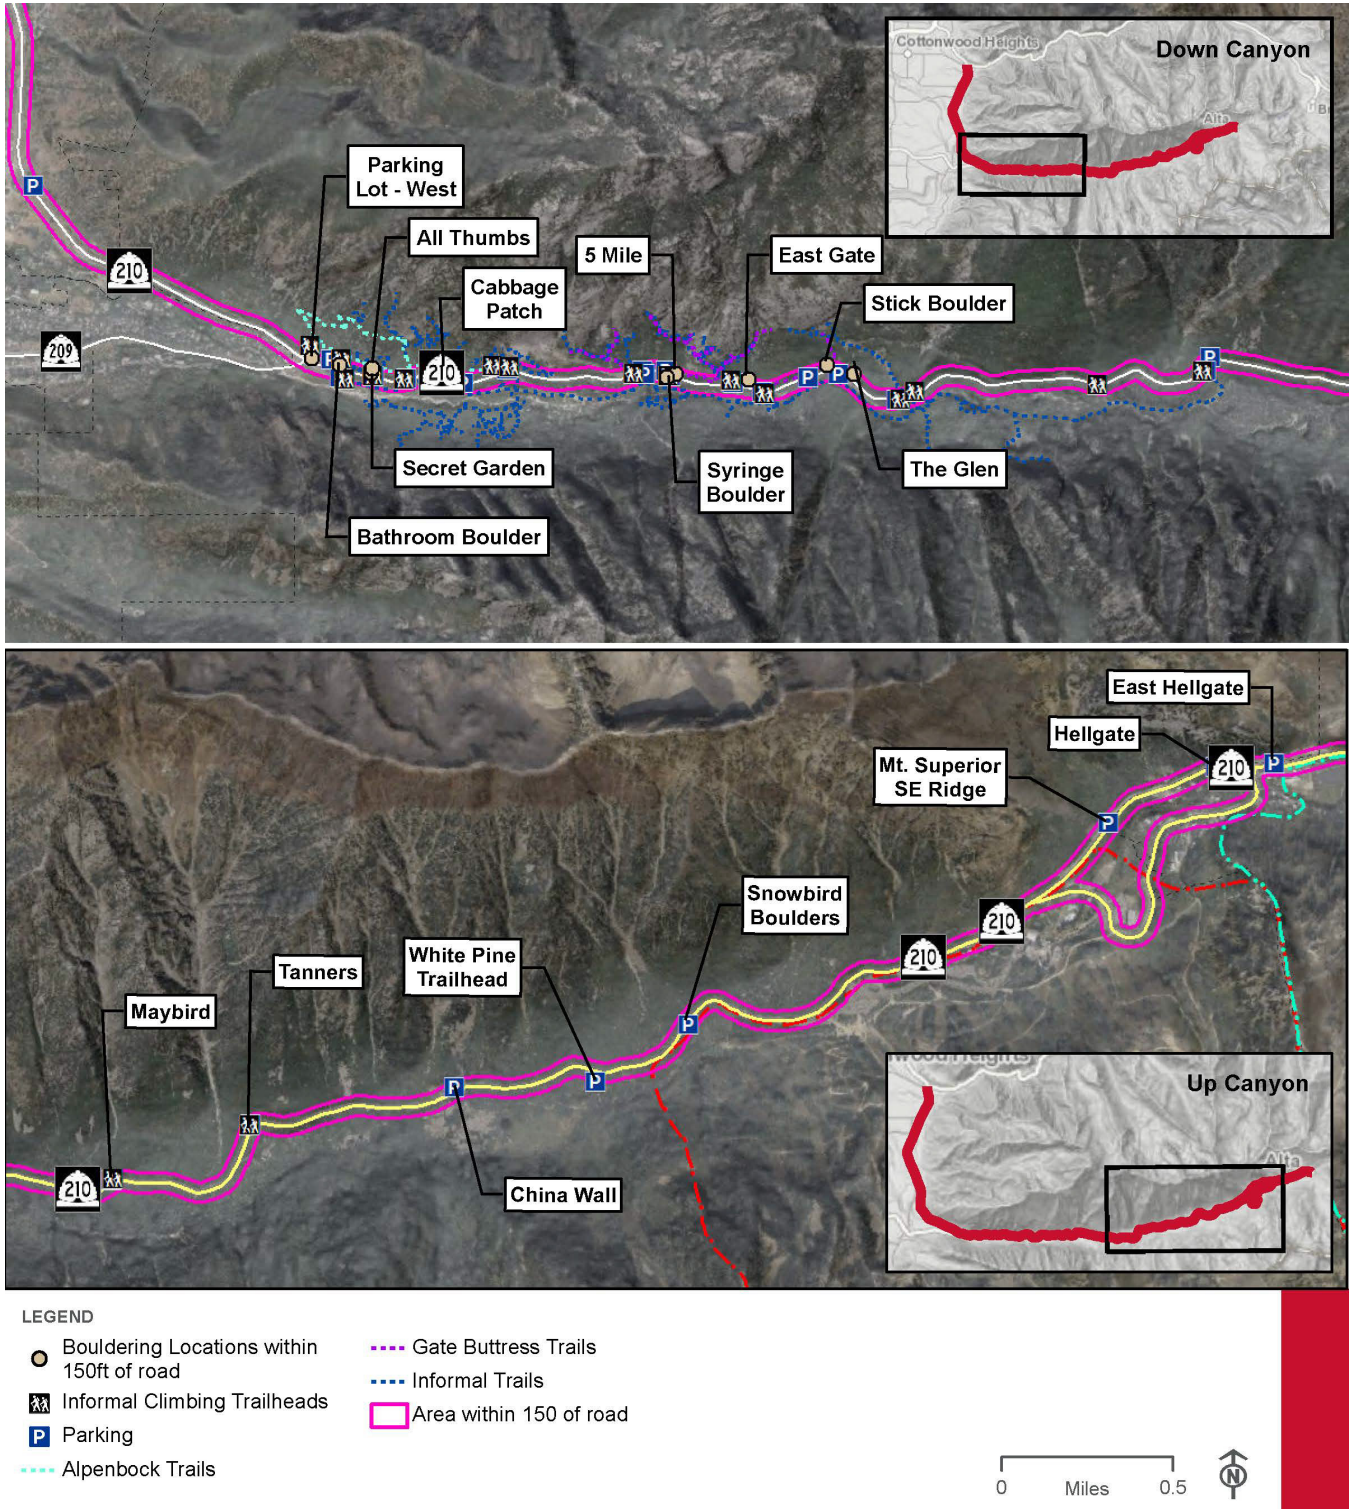 Cottonwood Heights
Down Canyon
Alta
B
P
Parking
Lot - West
All Thumbs
Cabbage
Patch
5 Mile
East Gate
Stick Boulder
210
209
P
210
P
P
P
P
P
P
Secret Garden
Syringe
Boulder
The Glen
Bathroom Boulder
East Hellgate
Hellgate
210
P
Mt. Superior
SE Ridge
P
Snowbird
Boulders
210
White Pine
Trailhead
210
Tanners
Maybird
P
P
P
210
China Wall
wood Heights
Up Canyon
Alta
LEGEND
Bouldering Locations within
150ft of road
Informal Climbing Trailheads
P Parking
Alpenbock Trails
Gate Buttress Trails
Informal Trails
Area within 150 of road
0 Miles 0.5
N